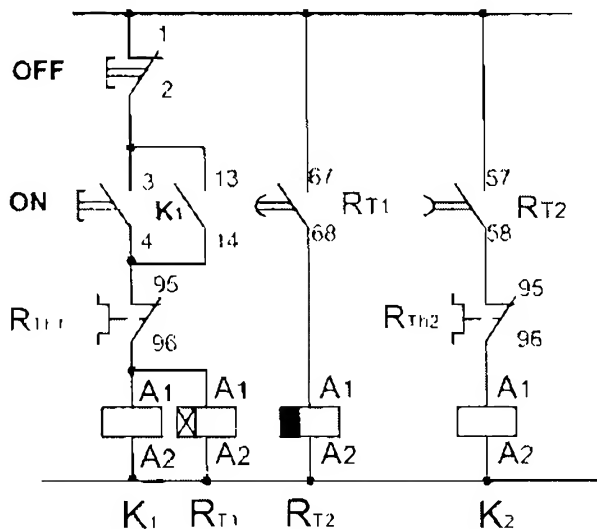 1
OFF
2
3 13 67 57
ON K1 RT1 RT2
4 14 68 58
95 95
RTh1 RTh2
96 96
A1 A1 A1 A1
A2 A2 A2 A2
K1 RT1 RT2 K2